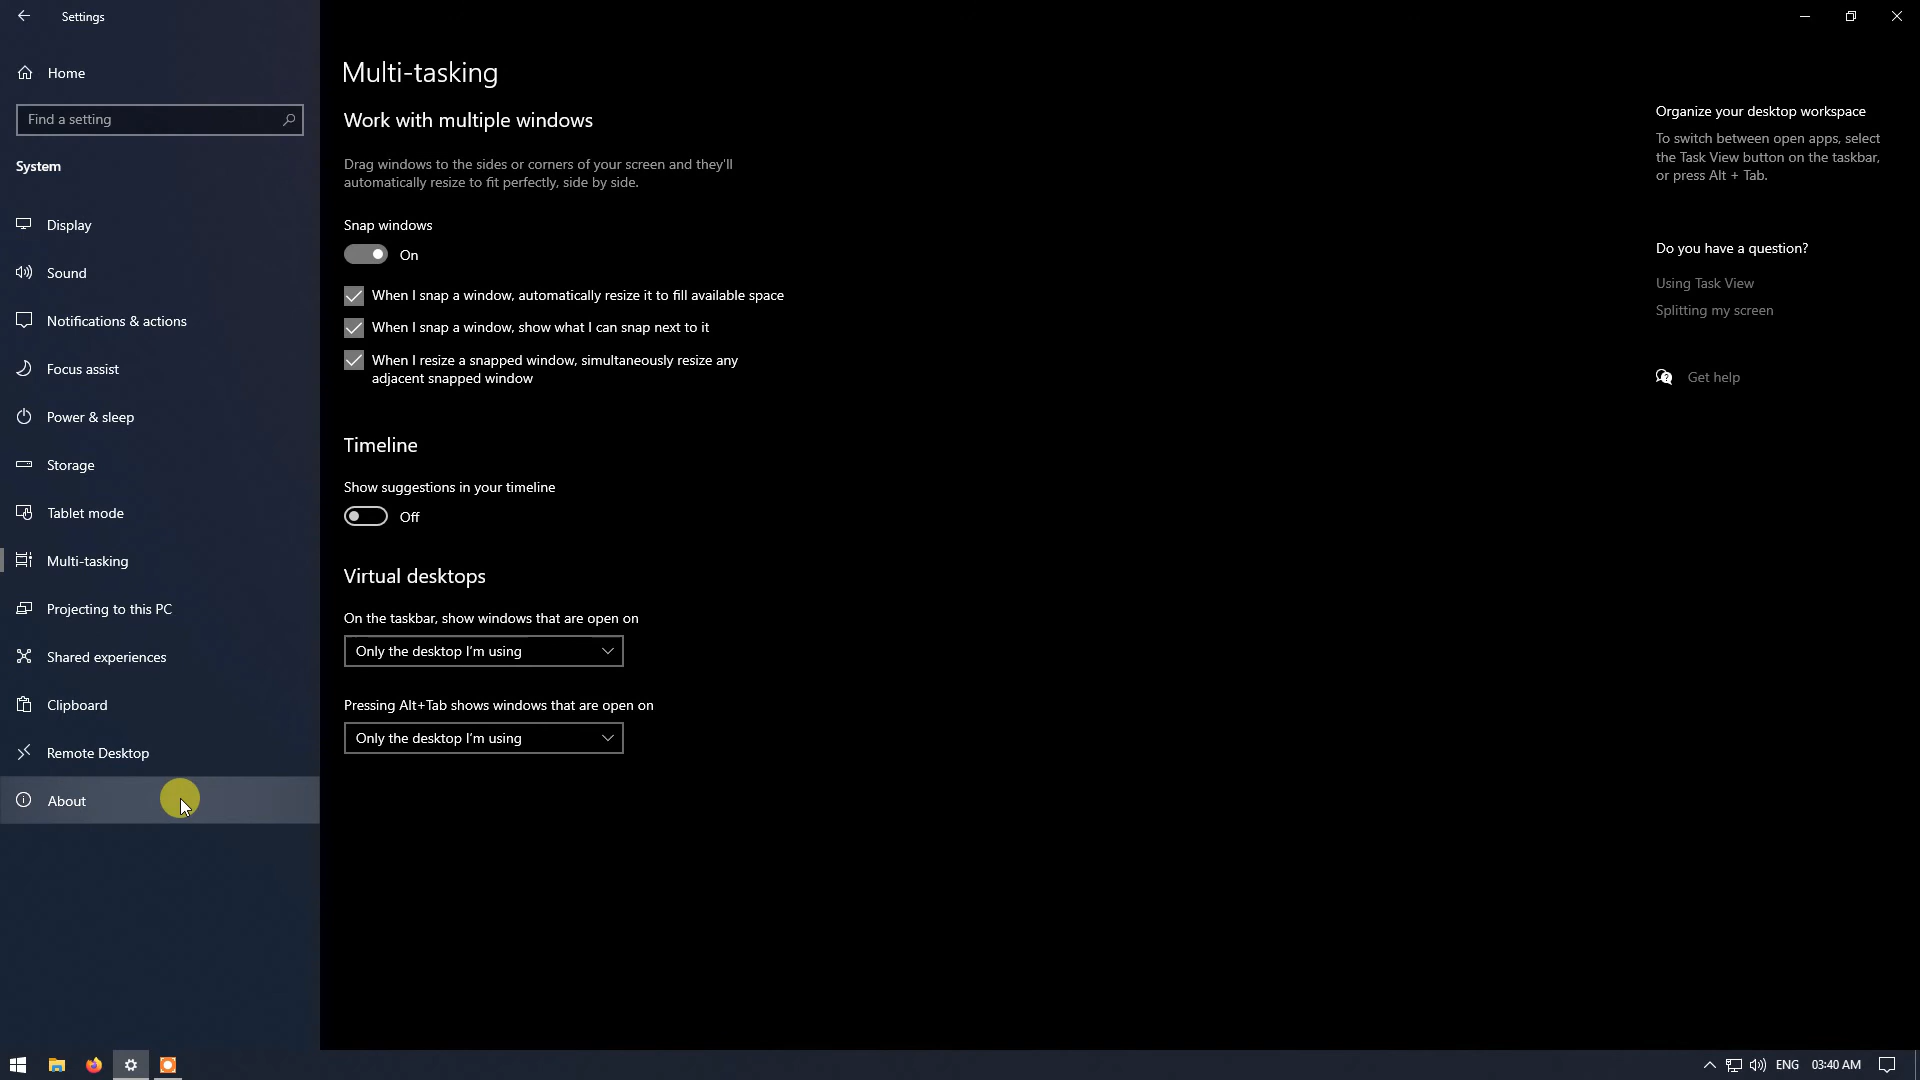 Settings
Home
Find a setting
System
Display
Sound
Notifications & actions
Focus assist
Power & sleep
Storage
Tablet mode
Multi-tasking
Projecting to this PC
Shared experiences
Clipboard
Remote Desktop
About
Multi-tasking
Work with multiple windows
Drag windows to the sides or corners of your screen and they'll
automatically resize to fit perfectly, side by side.
Snap windows
On
When I snap a window, automatically resize it to fill available space
When I snap a window, show what I can snap next to it
When I resize a snapped window, simultaneously resize any
adjacent snapped window
Timeline
Show suggestions in your timeline
Off
Virtual desktops
On the taskbar, show windows that are open on
Only the desktop I'm using
Pressing Alt+Tab shows windows that are open on
Only the desktop I'm using
Organize your desktop workspace
To switch between open apps, select
the Task View button on the taskbar,
or press Alt + Tab.
Do you have a question?
Using Task View
Splitting my screen
Get help
ENG
03:40 AM